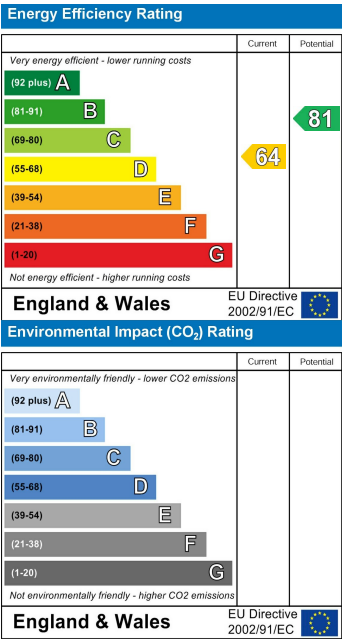 Energy Efficiency Rating
Current Potential
Very energy efficient - lower running costs
(92 plus) A
(81-91) B
(69-80) C
(55-68) D
(39-54) E
(21-38) F
(1-20) G
64
81
Not energy efficient - higher running costs
England & Wales
EU Directive
2002/91/EC
Environmental Impact (CO2) Rating
Current Potential
Very environmentally friendly - lower CO2 emissions
(92 plus) A
(81-91) B
(69-80) C
(55-68) D
(39-54) E
(21-38) F
(1-20) G
Not environmentally friendly - higher CO2 emissions
England & Wales
EU Directive
2002/91/EC